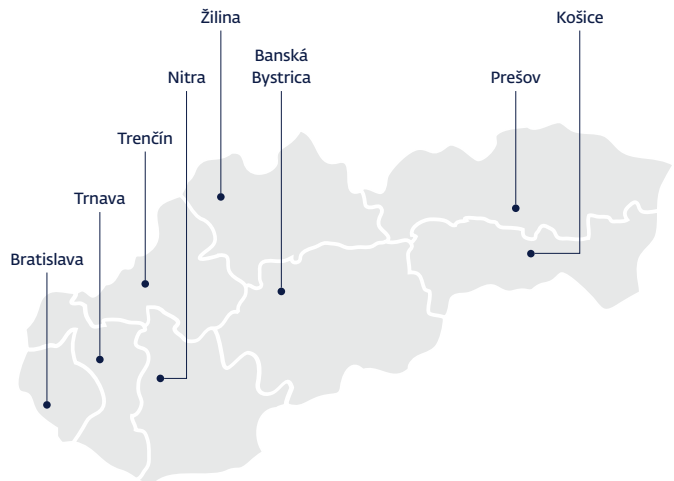 Žilina
Košice
Banská
Bystrica
Nitra
Prešov
Trenčín
Trnava
Bratislava